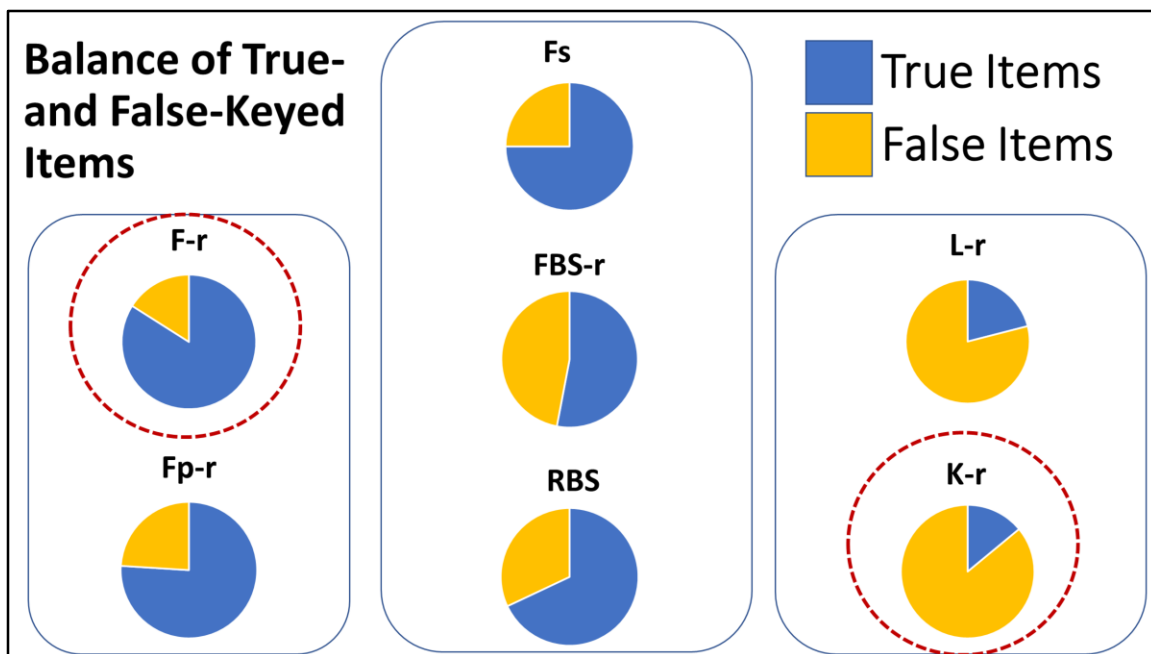 Balance of True-
and False-Keyed
Items
Fs
True Items
False Items
F-r
FBS-r
L-r
Fp-r
RBS
K-r